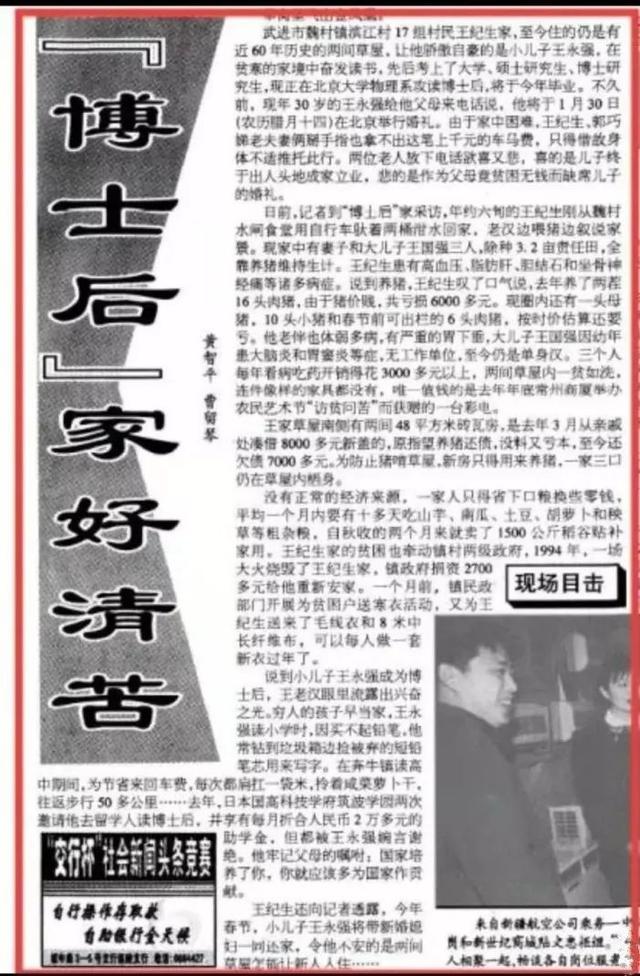 『博士后』家好清苦
黄智平 曹留琴
武进市魏村镇滨江村17组村民王纪生家，至今住的仍是有
近60年历史的两间草屋，让他骄傲自豪的是小儿子王永强，在
贫寒的家境中奋发读书，先后考上了大学、硕士研究生、博士研
究生，现正在北京大学物理系攻读博士后，将于今年毕业。不久
前，现年30岁的王永强给他父母来电话说，他将于1月30日
(农历腊月十四)在北京举行婚礼。由于家中困难，王纪生、郭巧
娣老夫妻俩掰手指也拿不出这笔上千元的车马费，只得借故身
体不适推托此行。两位老人放下电话欲喜又悲，喜的是儿子终
于出人头地成家立业，悲的是作为父母竟贫困无钱而缺席儿子
的婚礼。
日前，记者到“博士后”家采访，年约六旬的王纪生刚从魏村
水闸食堂用自行车驮着两桶泔水回家，老汉边喂猪边叙说家
景。现家中有妻子和大儿子王国强三人，除种3.2亩责任田，全
靠养猪维持生计。王纪生患有高血压、脂肪肝、胆结石和坐骨神
经痛等诸多病症。说到养猪，王纪生叹了口气说，去年养了两茬
16头肉猪，由于猪价贱，共亏损6000多元。现圈内还有一头母
猪，10头小猪和春节前可出栏的6头肉猪，按时价估算还要
亏。他老伴也体弱多病，有严重的胃下垂，大儿子王国强因幼年
患大脑炎和胃窦炎等症，无工作单位，至今仍是单身汉。三个人
每年看病吃药开销得花3000多元以上，两间草屋内一贫如洗，
连件像样的家具都没有，唯一值钱的是去年年底常州商厦举办
农民艺术节“访贫问苦”而获赠的一台彩电。
王家草屋南侧有两间48平方米砖瓦房，是去年3月从亲戚
处凑借8000多元新盖的，原指望养猪还债，没料又亏本，至今还
欠债7000多元。为防止猪啃草屋，新房只得用来养猪，一家三口
仍在草屋内栖身。
没有正常的经济来源，一家人只得省下口粮换些零钱，
平均一个月内要有十多天吃山芋、南瓜、土豆、胡萝卜和秧
草等粗杂粮，自秋收的两个月来就卖了1500公斤稻谷贴补
家用。王纪生家的贫困也牵动镇村两级政府，1994年，一场
大火烧毁了王纪生家，镇政府捐资2700
多元给他重新安家。一个月前，镇民政
部门开展为贫困户送寒衣活动，又为王
纪生送来了毛线衣和8米中
长纤维布，可以每人做一套
新衣过年了。
现场目击
说到小儿子王永强成为博
士后，王老汉眼里流露出兴奋
之光。穷人的孩子早当家，王永
强读小学时，因买不起铅笔，他
常钻到垃圾箱边捡被弃的短铅
笔芯用来写字。在奔牛镇读高
中期间，为节省来回车费，每次都肩扛一袋米，拎着咸菜萝卜干，
往返步行50多公里……去年，日本国高科技学府筑波学园两次
邀请他去留学人读博士后，并享有每月折合人民币2万多元的
助学金，但都被王永强婉言谢
绝。他牢记父母的嘱咐：国家培
养了你，你就应该多为国家作贡
献。
王纪生还向记者透露，今年
春节，小儿子王永强将带新婚媳
妇一同还家，令他不安的是两间
草屋怎能让新人入住……
“交行杯”社会新闻头条竞赛
自行操作存取款
自助银行全天候
来自新疆航空公司乘务一中
岗和新世纪商城陆文忠担任
人相聚一起，畅谈各自岗位服务